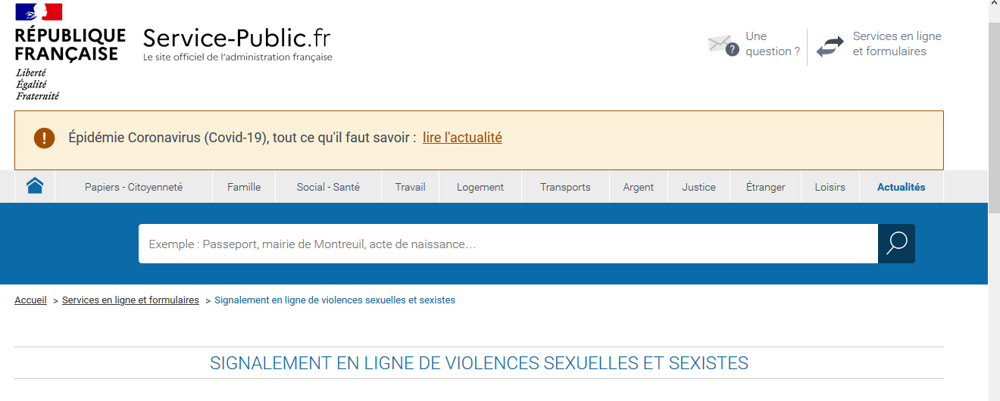 RÉPUBLIQUE
FRANÇAISE
Liberté
Égalité
Fraternité
Service-Public.fr
Le site officiel de l'administration française
?
Une
question ?
Services en ligne
et formulaires
! Épidémie Coronavirus (Covid-19), tout ce qu'il faut savoir : lire l'actualité
Papiers - Citoyenneté Famille Social - Santé Travail Logement Transports Argent Justice Étranger Loisirs Actualités
Exemple : Passeport, mairie de Montreuil, acte de naissance…
Accueil > Services en ligne et formulaires > Signalement en ligne de violences sexuelles et sexistes
SIGNALEMENT EN LIGNE DE VIOLENCES SEXUELLES ET SEXISTES